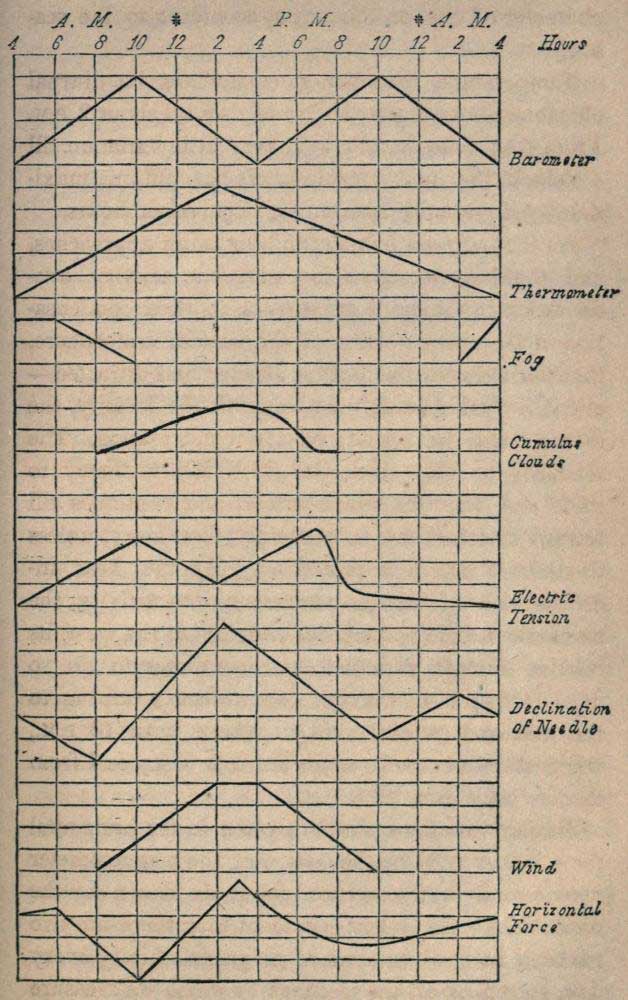 A. M. * P. M. * A. M.
4 6 8 10 12 2 4 6 8 10 12 2 4 Hours
Barometer
Thermometer
Fog
Cumulus
Clouds
Electric
Tension
Declination
of Needle
Wind
Horizontal
Force